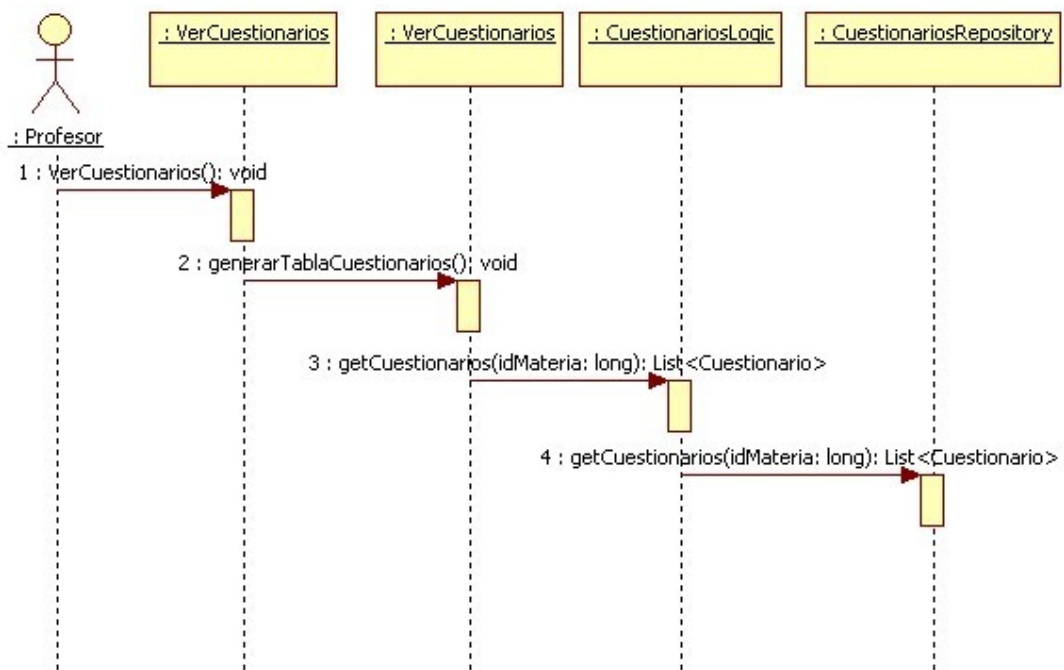 : VerCuestionarios
: VerCuestionarios
: CuestionariosLogic
: CuestionariosRepository
: Profesor
1 : VerCuestionarios(): void
2 : generarTablaCuestionarios(): void
3 : getCuestionarios(idMateria: long): List<Cuestionario>
4 : getCuestionarios(idMateria: long): List<Cuestionario>